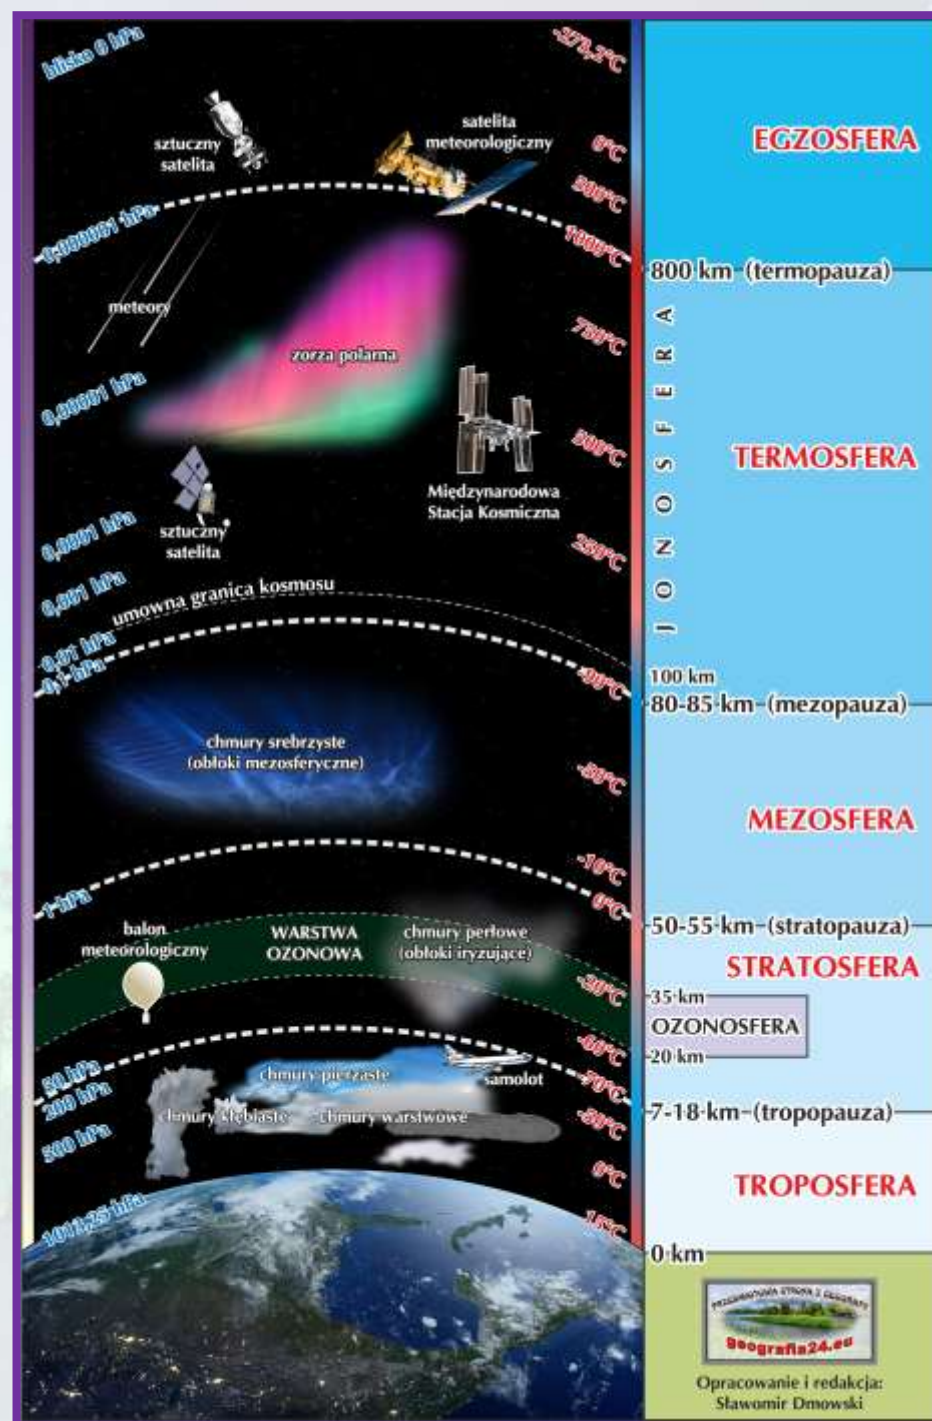 blisko 0 hPa
-273,2°C
sztuczny
satelita
satelita
meteorologiczny
0°C
500°C
EGZOSFERA
0,000001 hPa
1000°C
800 km (termopauza)
meteory
zorza polarna
750°C
0,00001 hPa
500°C
JONOSFERA
TERMOSFERA
Międzynarodowa
Stacja Kosmiczna
sztuczny
satelita
0,0001 hPa
250°C
0,001 hPa
umowna granica kosmosu
0,01 hPa
0,1 hPa
-90°C
100 km
80-85 km (mezopauza)
chmury srebrzyste
(obłoki mezosferyczne)
-50°C
MEZOSFERA
-10°C
1 hPa
0°C
50-55 km (stratopauza)
balon
meteorologiczny
WARSTWA
OZONOWA
chmury perłowe
(obłoki iryzujące)
STRATOSFERA
-20°C
35 km
OZONOSFERA
20 km
-60°C
50 hPa
-70°C
chmury pierzaste
samolot
200 hPa
chmury kłębiaste
chmury warstwowe
-50°C
7-18 km (tropopauza)
500 hPa
0°C
TROPOSFERA
1013,25 hPa
15°C
0 km
geografia24.eu
Opracowanie i redakcja:
Sławomir Dmowski